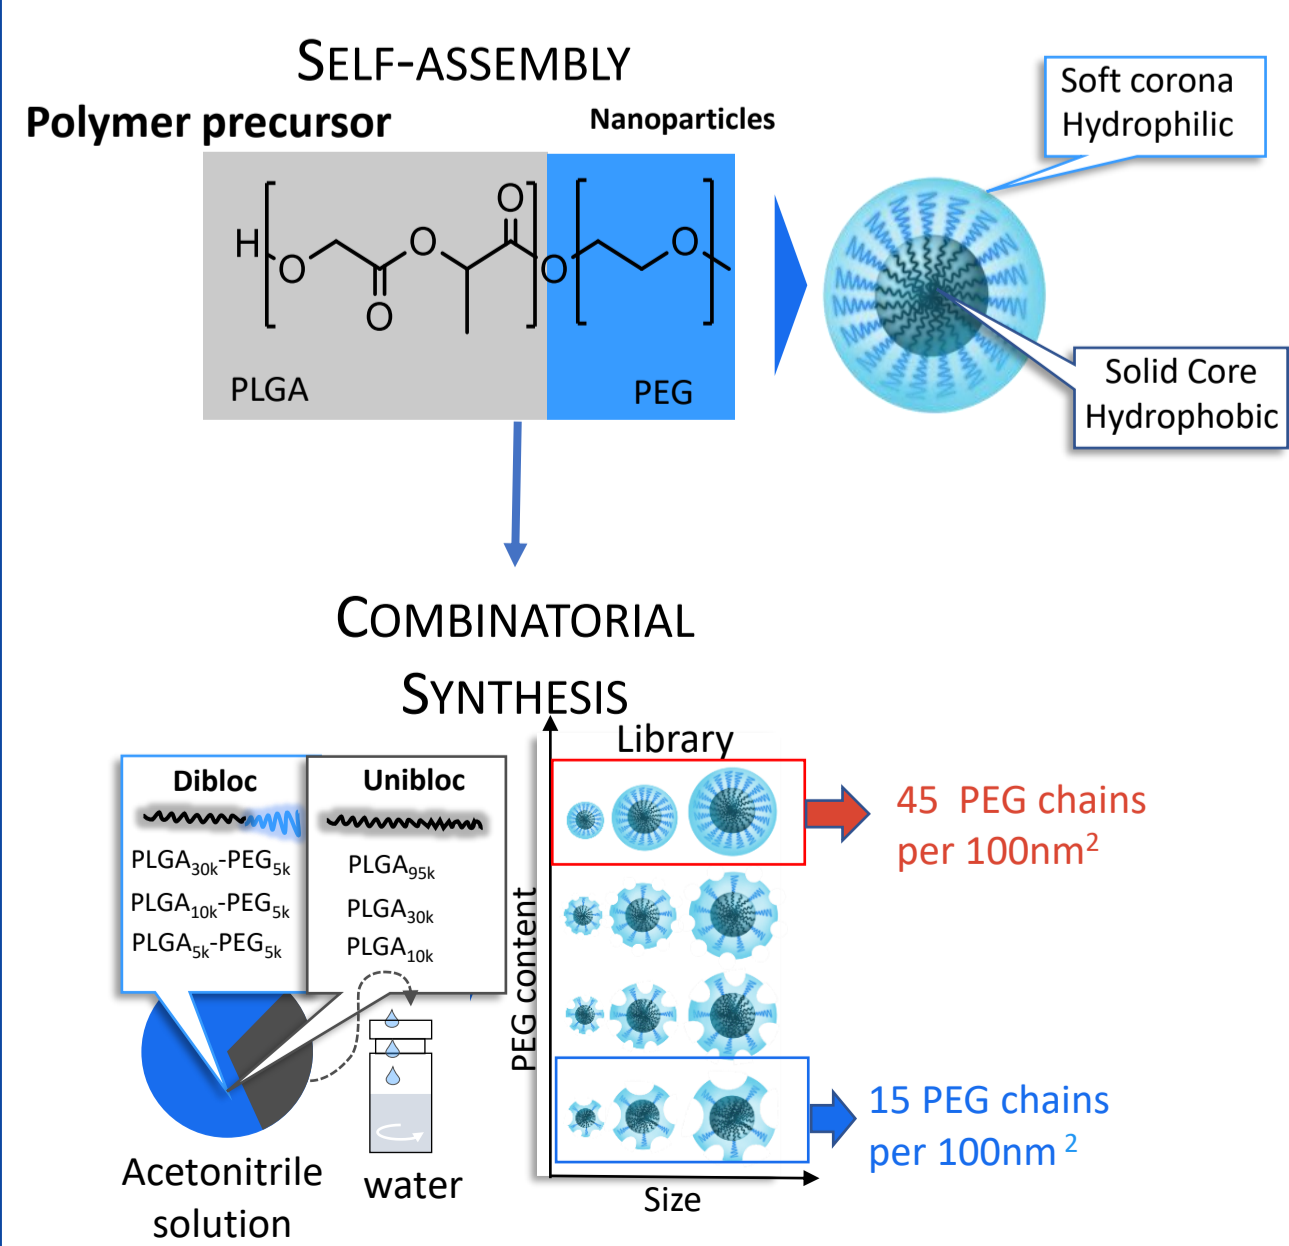 SELF-ASSEMBLY
Polymer precursor
Nanoparticles
Soft corona
Hydrophilic
H
O
O
O
O
O
O
PLGA
PEG
Solid Core
Hydrophobic
COMBINATORIAL
SYNTHESIS
Dibloc
PLGA30k-PEG5k
PLGA10k-PEG5k
PLGA5k-PEG5k
Unibloc
PLGA95k
PLGA30k
PLGA10k
Acetonitrile
solution
water
Library
PEG content
Size
45 PEG chains
per 100nm2
15 PEG chains
per 100nm 2